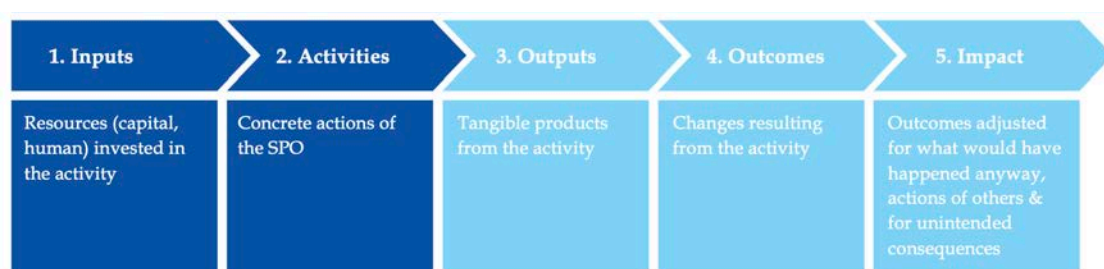 1. Inputs
2. Activities
3. Outputs
4. Outcomes
5. Impact
Resources (capital,
human) invested in
the activity
Concrete actions of
the SPO
Tangible products
from the activity
Changes resulting
from the activity
Outcomes adjusted
for what would have
happened anyway,
actions of others &
for unintended
consequences